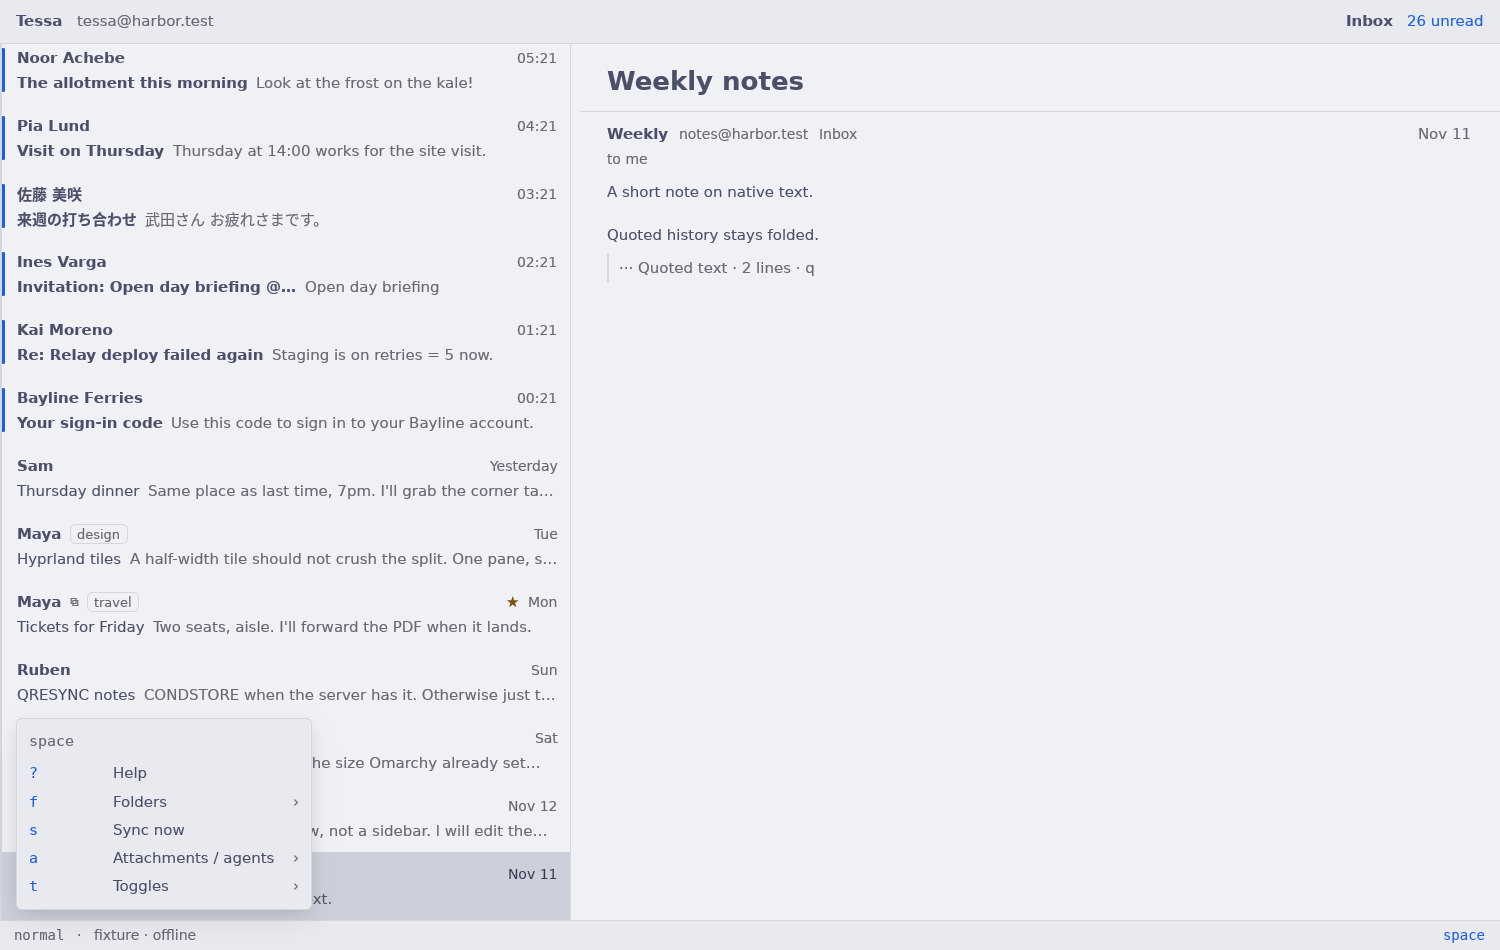 Tessa tessa@harbor.test
Inbox 26 unread
Noor Achebe 05:21
The allotment this morning Look at the frost on the kale!
Pia Lund 04:21
Visit on Thursday Thursday at 14:00 works for the site visit.
佐藤 美咲 03:21
来週の打ち合わせ 武田さん お疲れさまです。
Ines Varga 02:21
Invitation: Open day briefing @… Open day briefing
Kai Moreno 01:21
Re: Relay deploy failed again Staging is on retries = 5 now.
Bayline Ferries 00:21
Your sign-in code Use this code to sign in to your Bayline account.
Sam Yesterday
Thursday dinner Same place as last time, 7pm. I'll grab the corner ta…
Maya design Tue
Hyprland tiles A half-width tile should not crush the split. One pane, s…
Maya travel ★ Mon
Tickets for Friday Two seats, aisle. I'll forward the PDF when it lands.
Ruben Sun
QRESYNC notes CONDSTORE when the server has it. Otherwise just t…
Sat
he size Omarchy already set…
Nov 12
w, not a sidebar. I will edit the…
Nov 11
xt.
space
? Help
f Folders ›
s Sync now
a Attachments / agents ›
t Toggles ›
Weekly notes
Weekly notes@harbor.test Inbox Nov 11
to me
A short note on native text.
Quoted history stays folded.
··· Quoted text · 2 lines · q
normal · fixture · offline
space